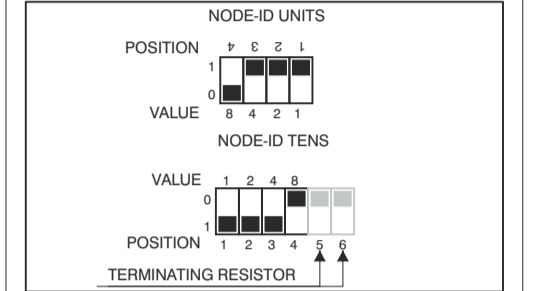 NODE-ID UNITS
POSITION 4 3 2 1
1
0
VALUE 8 4 2 1
NODE-ID TENS
VALUE 1 2 4 8
0
1
POSITION 1 2 3 4 5 6
TERMINATING RESISTOR